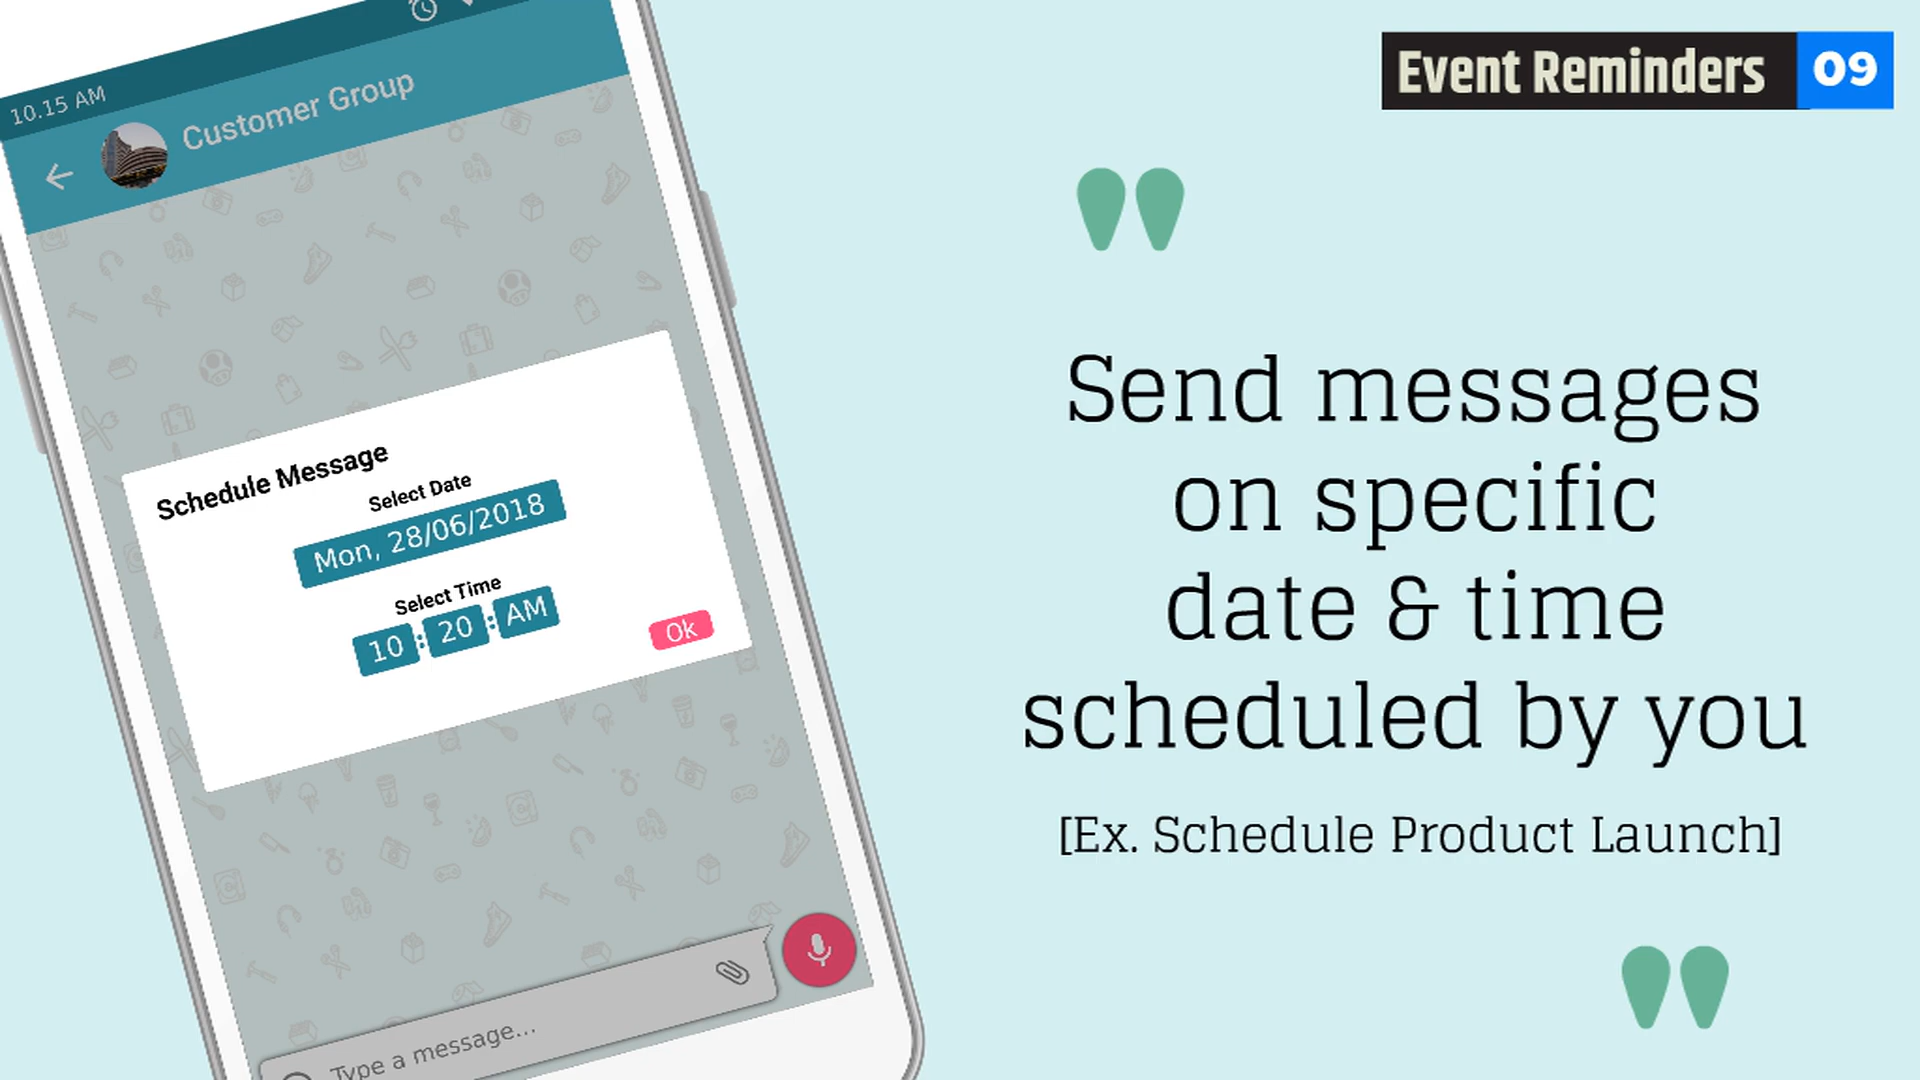 10.15 AM
Customer Group
Schedule Message
Select Date
Mon, 28/06/2018
Select Time
10:20:AM
Ok
Type a message...
Event Reminders 09
"
Send messages
on specific
date & time
scheduled by you
[Ex. Schedule Product Launch]
"